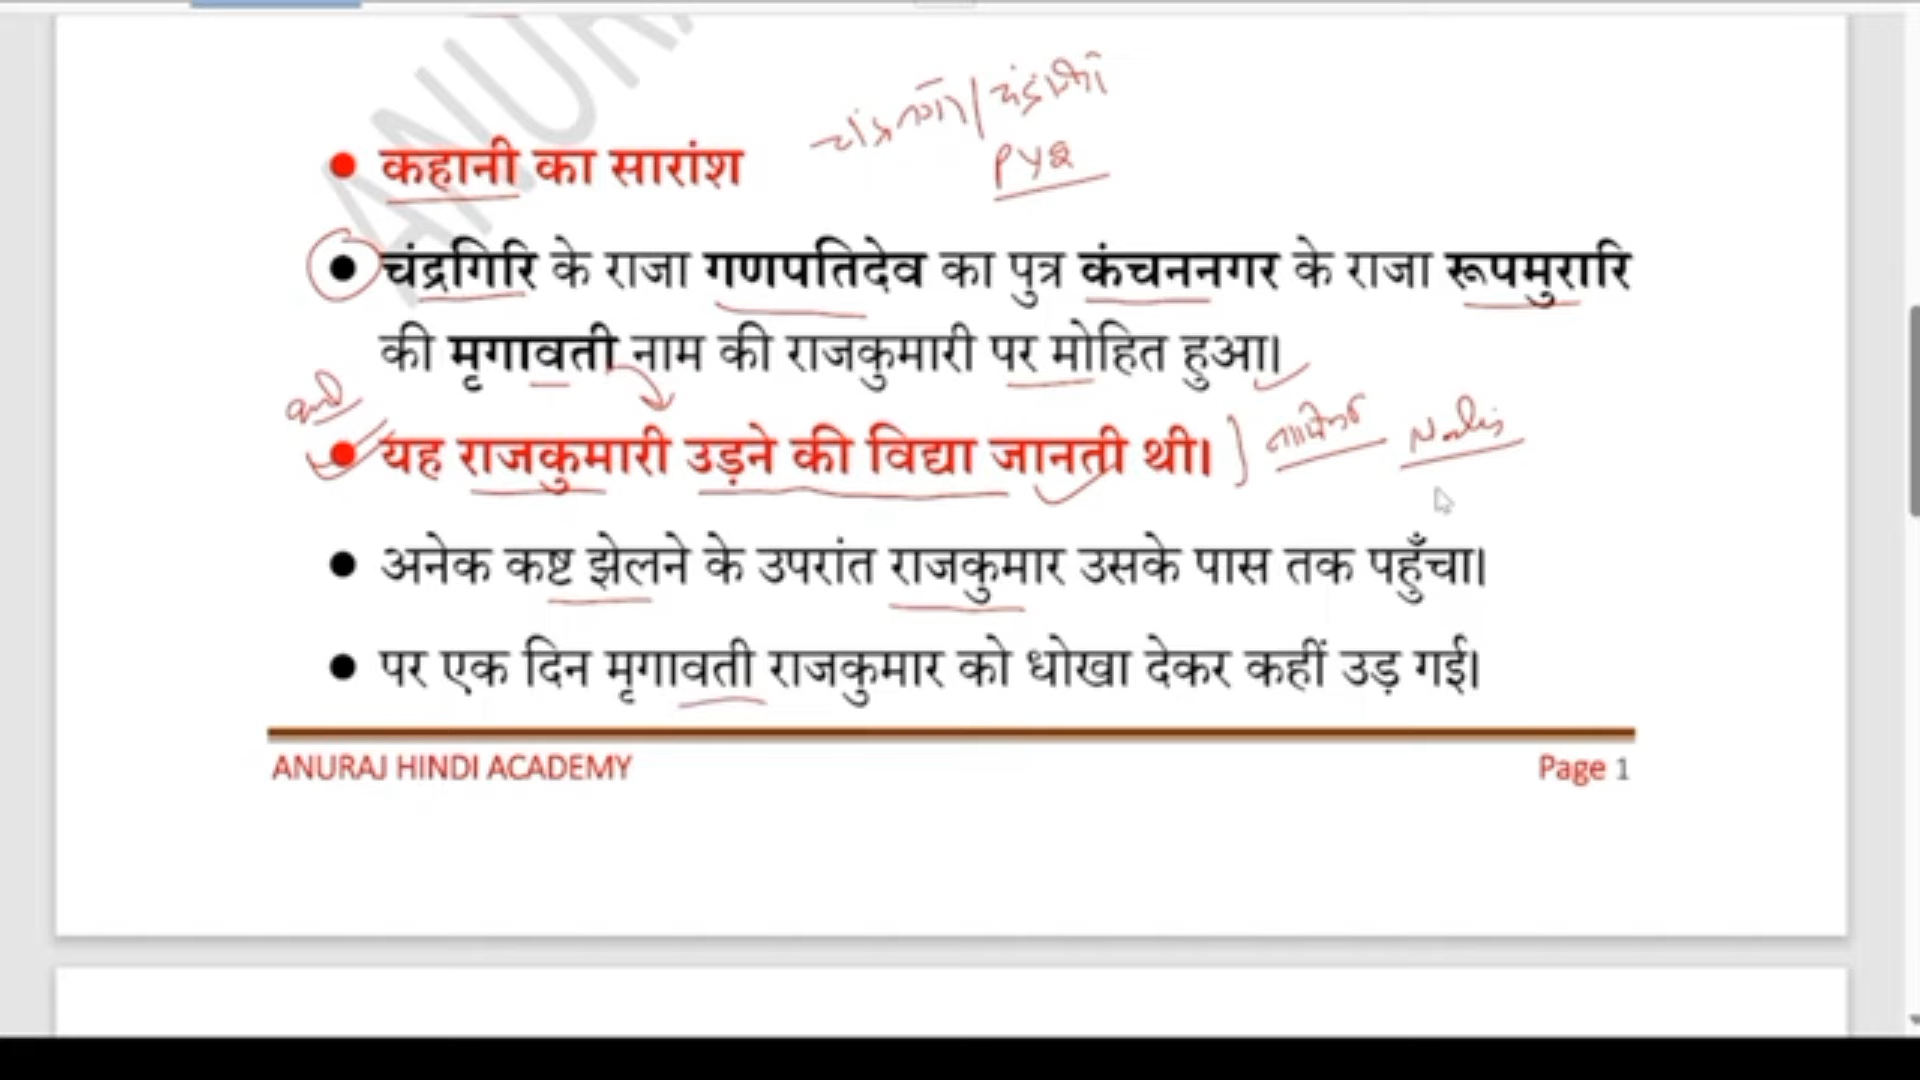 ANURA
PYQ
कहानी का सारांश
चंद्रगिरि के राजा गणपतिदेव का पुत्र कंचननगर के राजा रूपमुरारि
की मृगावती नाम की राजकुमारी पर मोहित हुआ।
यह राजकुमारी उड़ने की विद्या जानती थी।
अनेक कष्ट झेलने के उपरांत राजकुमार उसके पास तक पहुँचा।
पर एक दिन मृगावती राजकुमार को धोखा देकर कहीं उड़ गई।
ANURAJ HINDI ACADEMY Page 1